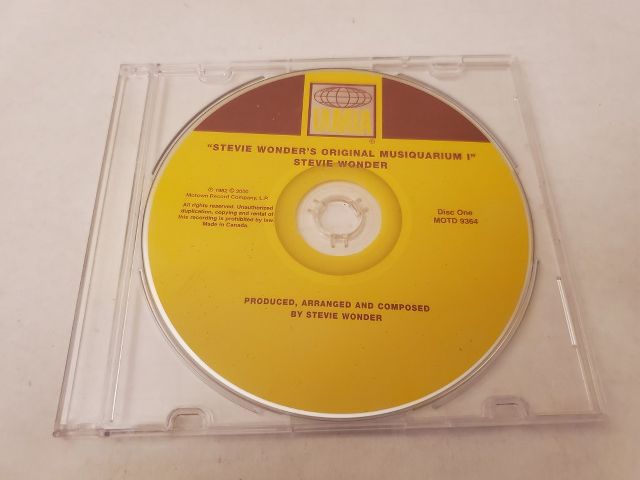 TAMLA
®
"STEVIE WONDER'S ORIGINAL MUSIQUARIUM I"
STEVIE WONDER
℗ 1982 © 2000
Motown Record Company, L.P.
All rights reserved. Unauthorized
duplication, copying and rental of
this recording is prohibited by law.
Made in Canada.
Disc One
MOTD 9364
PRODUCED, ARRANGED AND COMPOSED
BY STEVIE WONDER